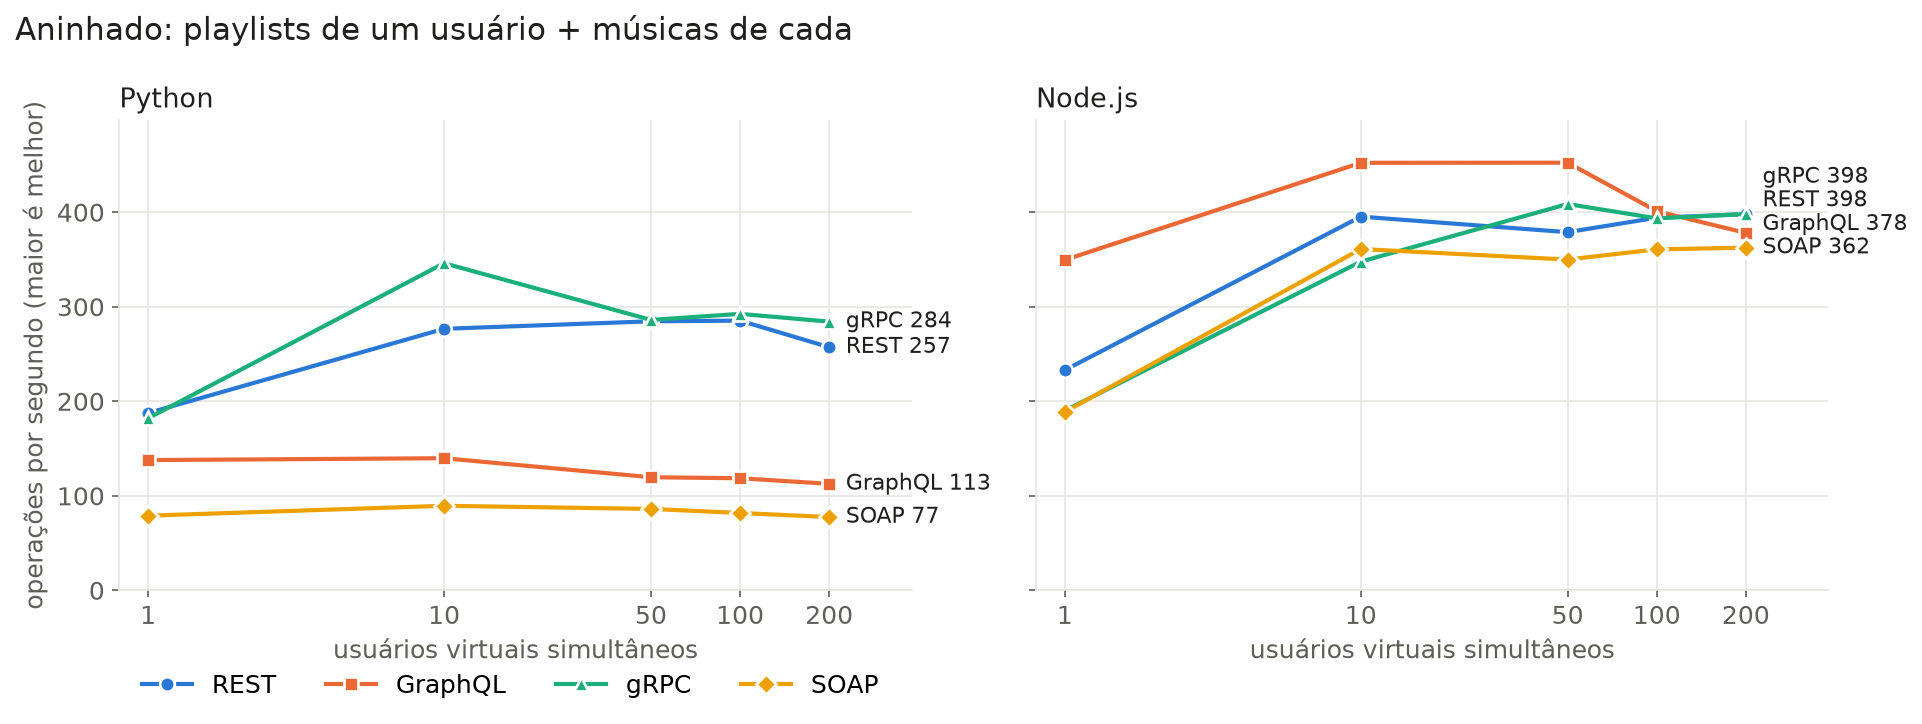 Aninhado: playlists de um usuário + músicas de cada
Python
operações por segundo (maior é melhor)
400
300
200
100
0
gRPC 284
REST 257
GraphQL 113
SOAP 77
1 10 50 100 200
usuários virtuais simultâneos
Node.js
gRPC 398
REST 398
GraphQL 378
SOAP 362
1 10 50 100 200
usuários virtuais simultâneos
REST GraphQL gRPC SOAP